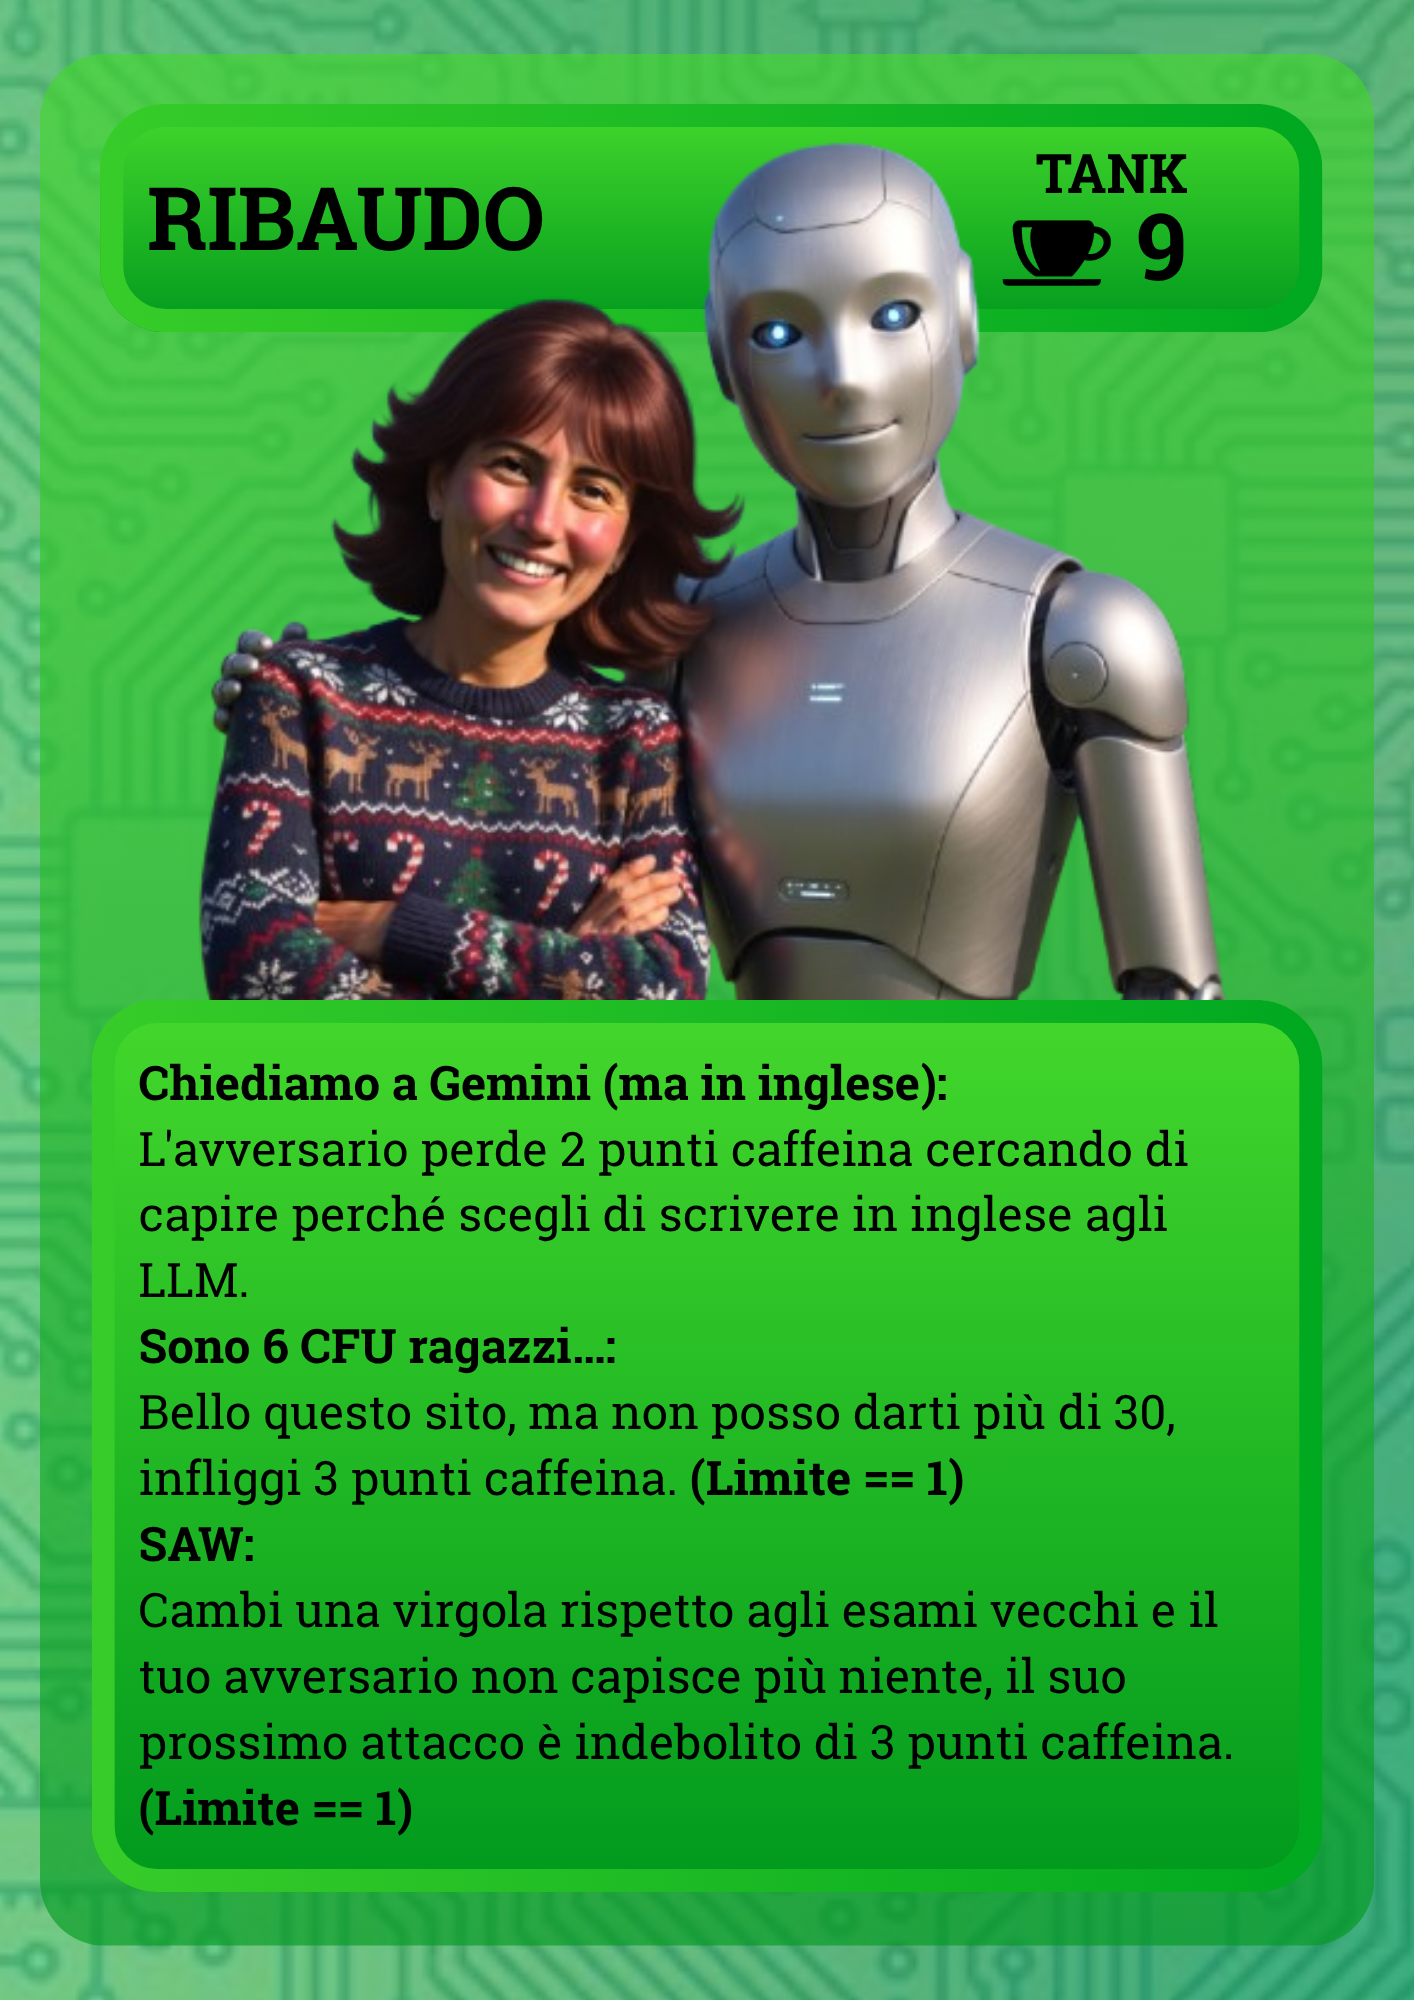 RIBAUDO
TANK
9
Chiediamo a Gemini (ma in inglese):
L'avversario perde 2 punti caffeina cercando di
capire perché scegli di scrivere in inglese agli
LLM.
Sono 6 CFU ragazzi...:
Bello questo sito, ma non posso darti più di 30,
infliggi 3 punti caffeina. (Limite == 1)
SAW:
Cambi una virgola rispetto agli esami vecchi e il
tuo avversario non capisce più niente, il suo
prossimo attacco è indebolito di 3 punti caffeina.
(Limite == 1)